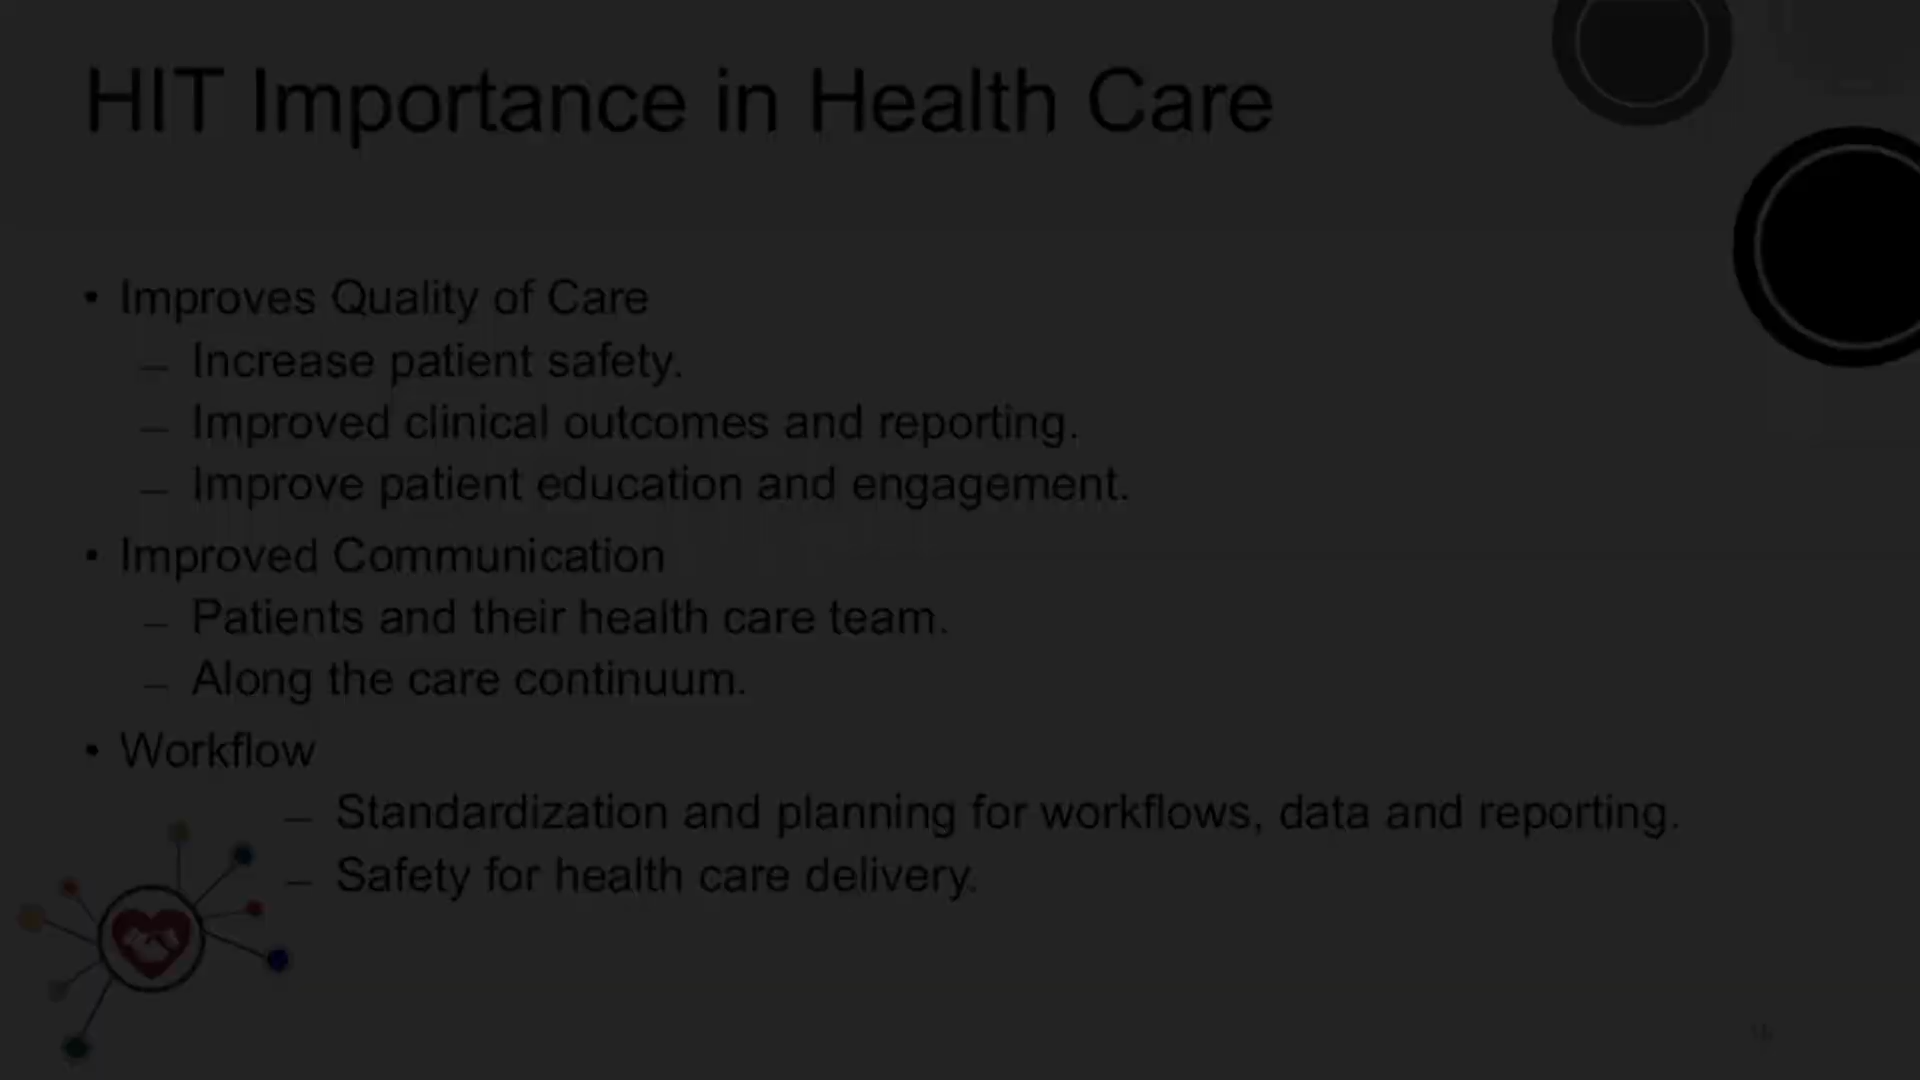 HIT Importance in Health Care
• Improves Quality of Care
– Increase patient safety.
– Improved clinical outcomes and reporting.
– Improve patient education and engagement.
• Improved Communication
– Patients and their health care team.
– Along the care continuum.
• Workflow
– Standardization and planning for workflows, data and reporting.
– Safety for health care delivery.